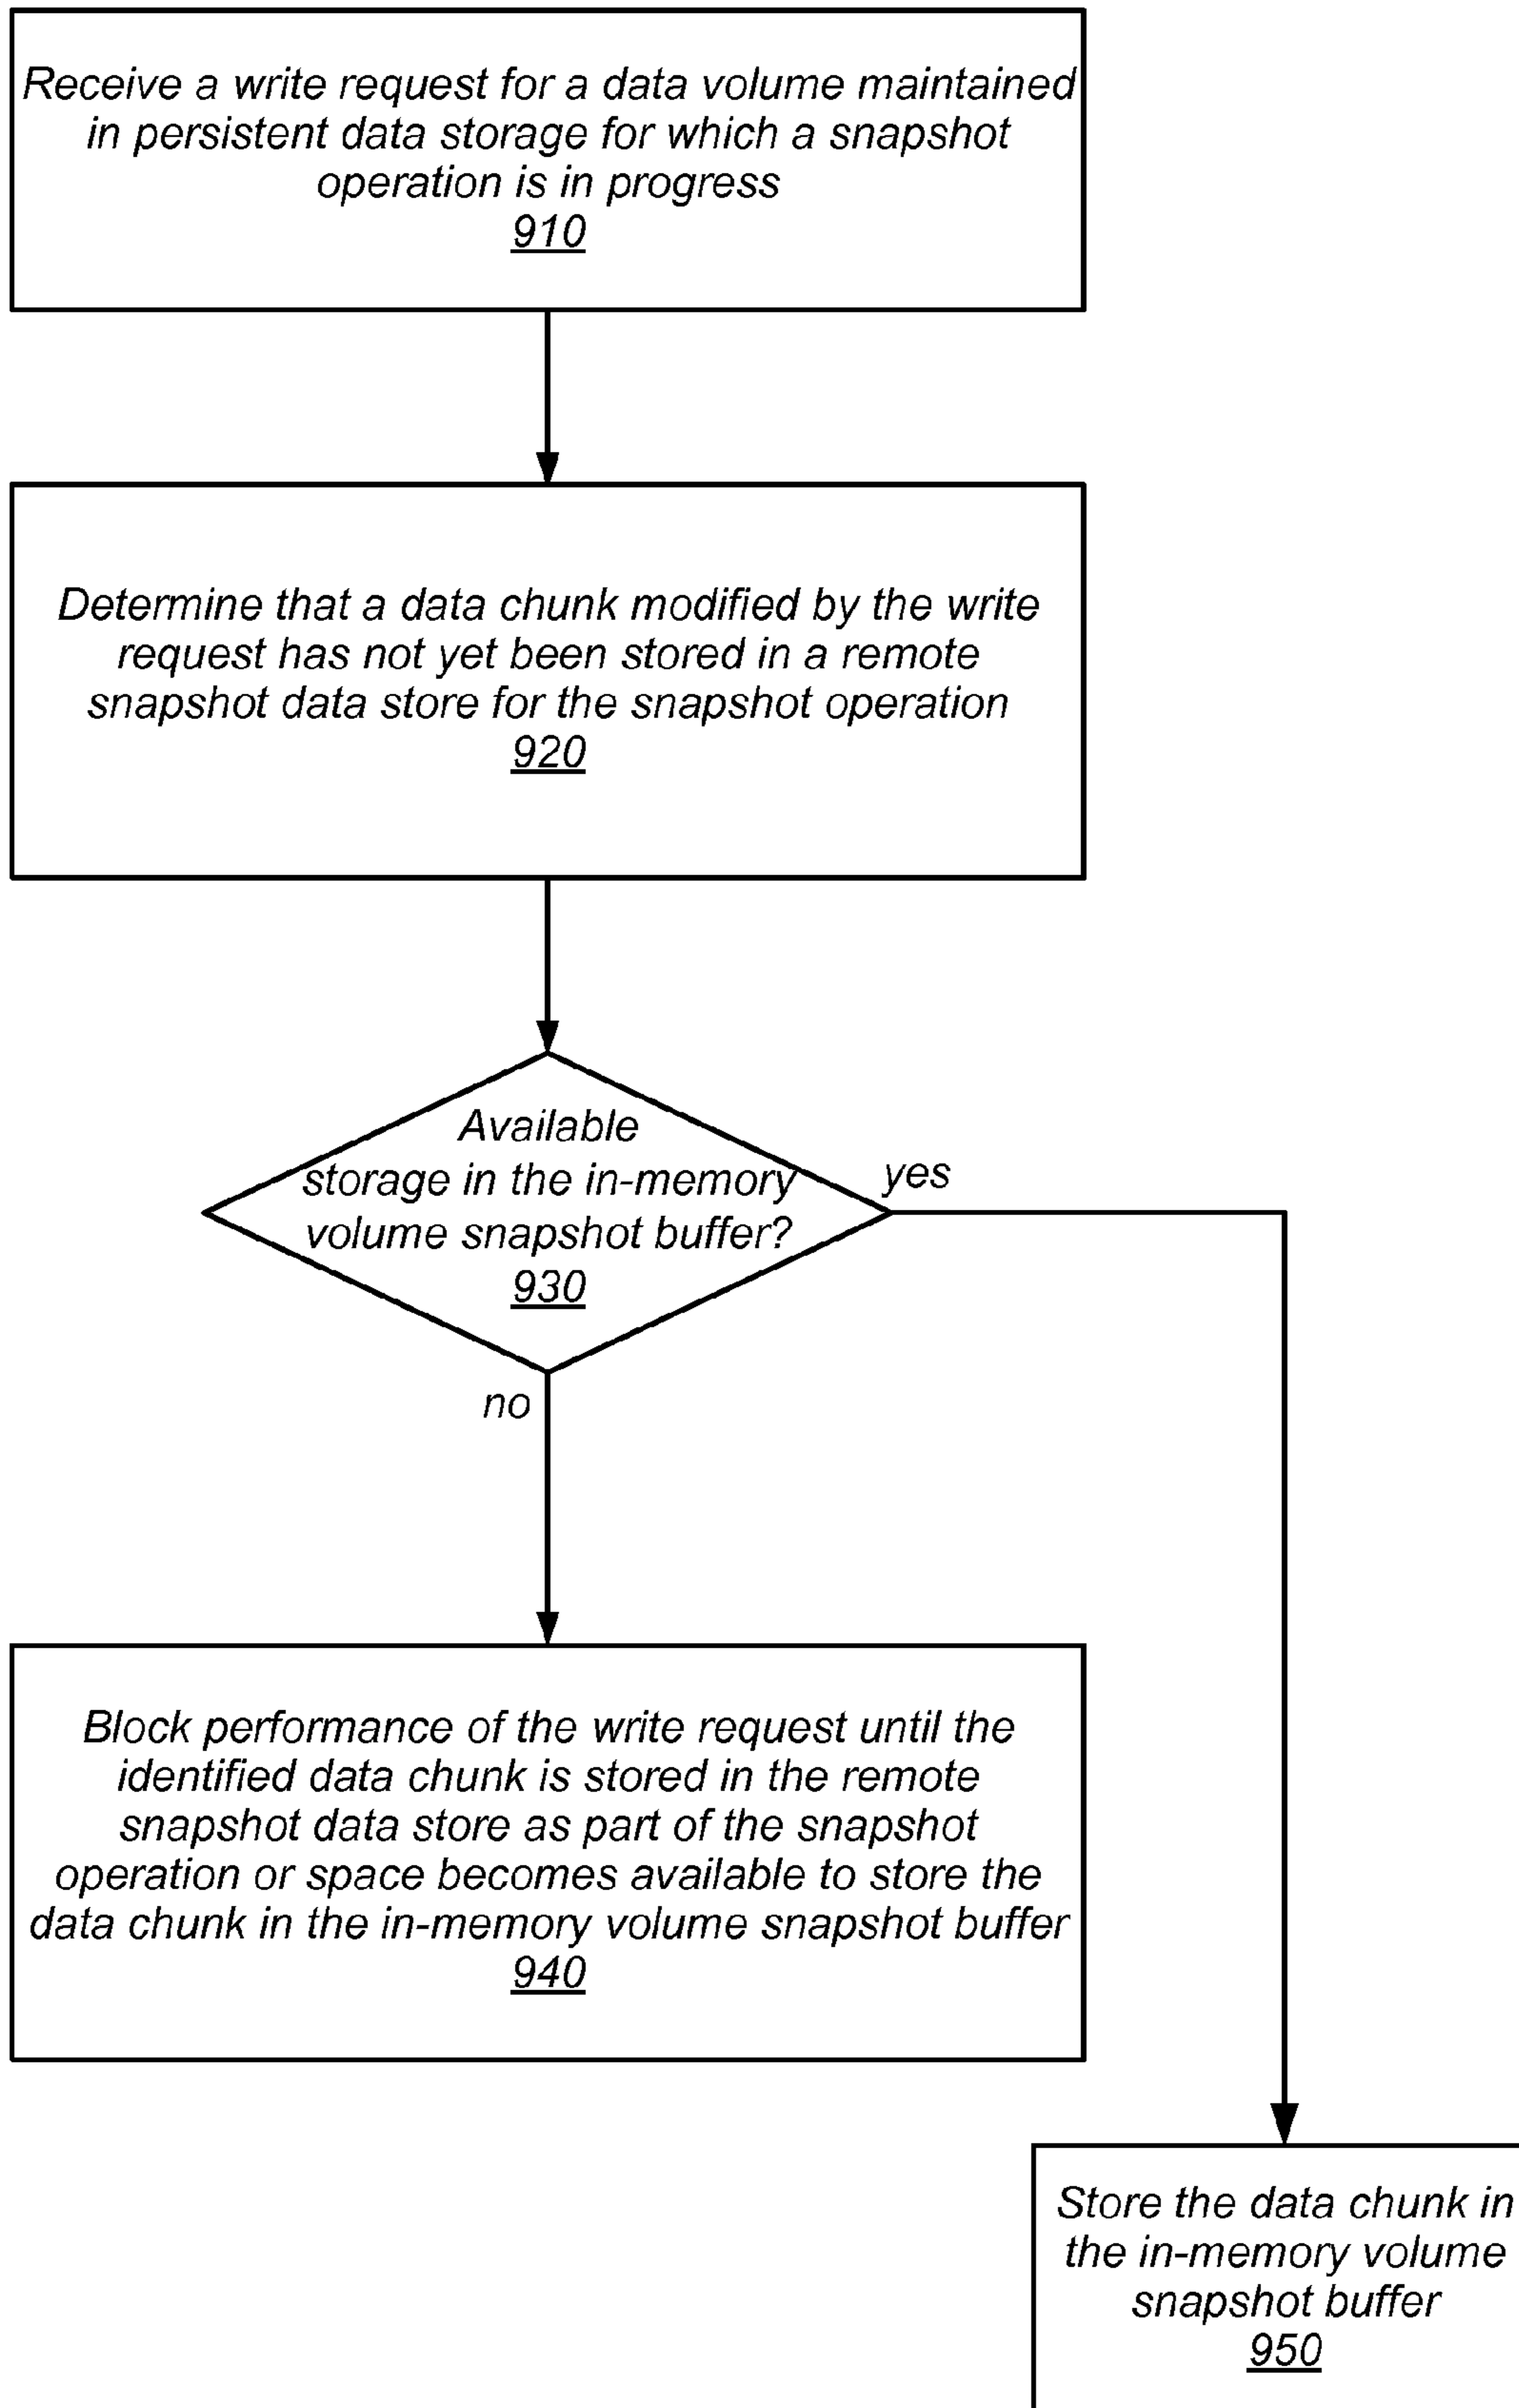 Receive a write request for a data volume maintained
in persistent data storage for which a snapshot
operation is in progress
910
Determine that a data chunk modified by the write
request has not yet been stored in a remote
snapshot data store for the snapshot operation
920
Available
storage in the in-memory
volume snapshot buffer?
930
yes
no
Block performance of the write request until the
identified data chunk is stored in the remote
snapshot data store as part of the snapshot
operation or space becomes available to store the
data chunk in the in-memory volume snapshot buffer
940
Store the data chunk in
the in-memory volume
snapshot buffer
950